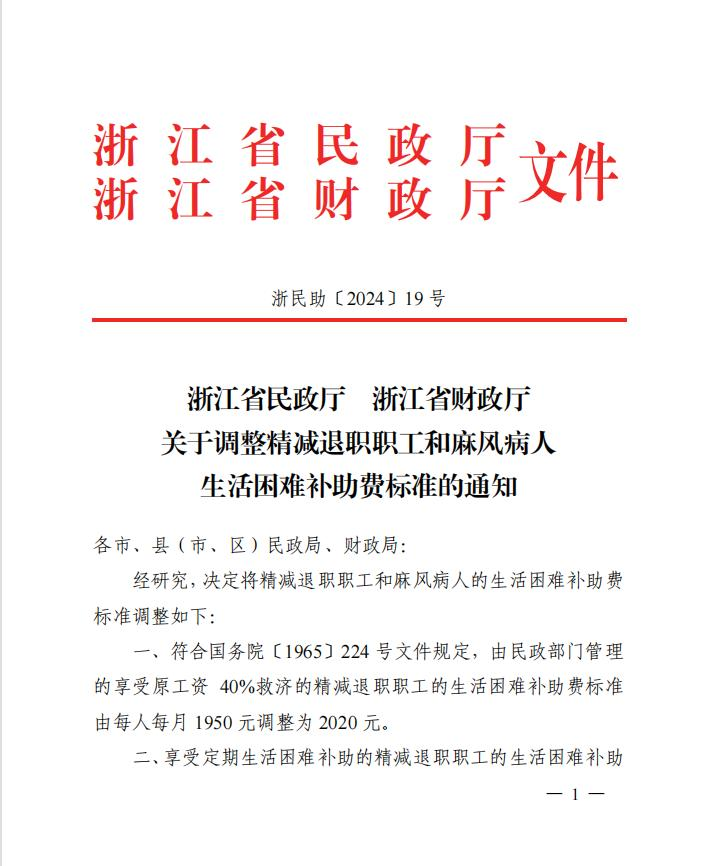 浙江省民政厅
浙江省财政厅
文件
浙民助〔2024〕19号
浙江省民政厅 浙江省财政厅
关于调整精减退职职工和麻风病人
生活困难补助费标准的通知
各市、县（市、区）民政局、财政局：
经研究，决定将精减退职职工和麻风病人的生活困难补助费
标准调整如下：
一、符合国务院〔1965〕224号文件规定，由民政部门管理
的享受原工资 40%救济的精减退职职工的生活困难补助费标准
由每人每月1950元调整为2020元。
二、享受定期生活困难补助的精减退职职工的生活困难补助
— 1 —